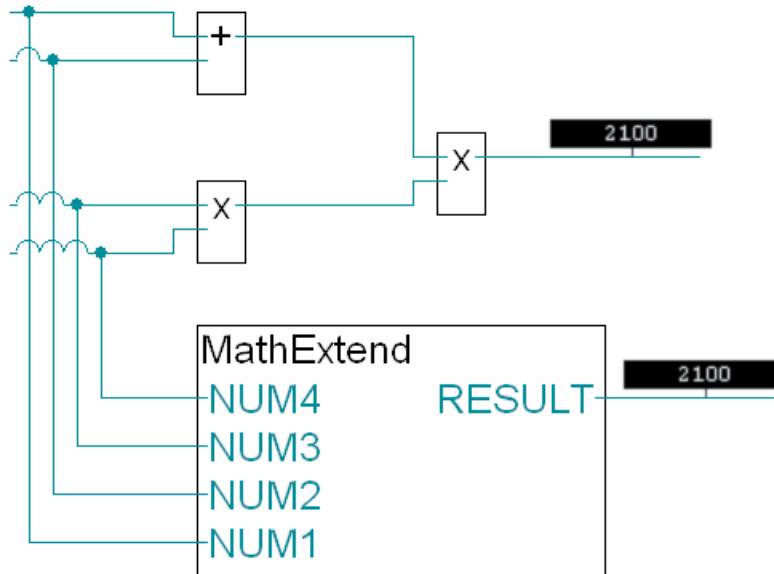 +
2100
X
X
MathExtend
2100
NUM4 RESULT
NUM3
NUM2
NUM1